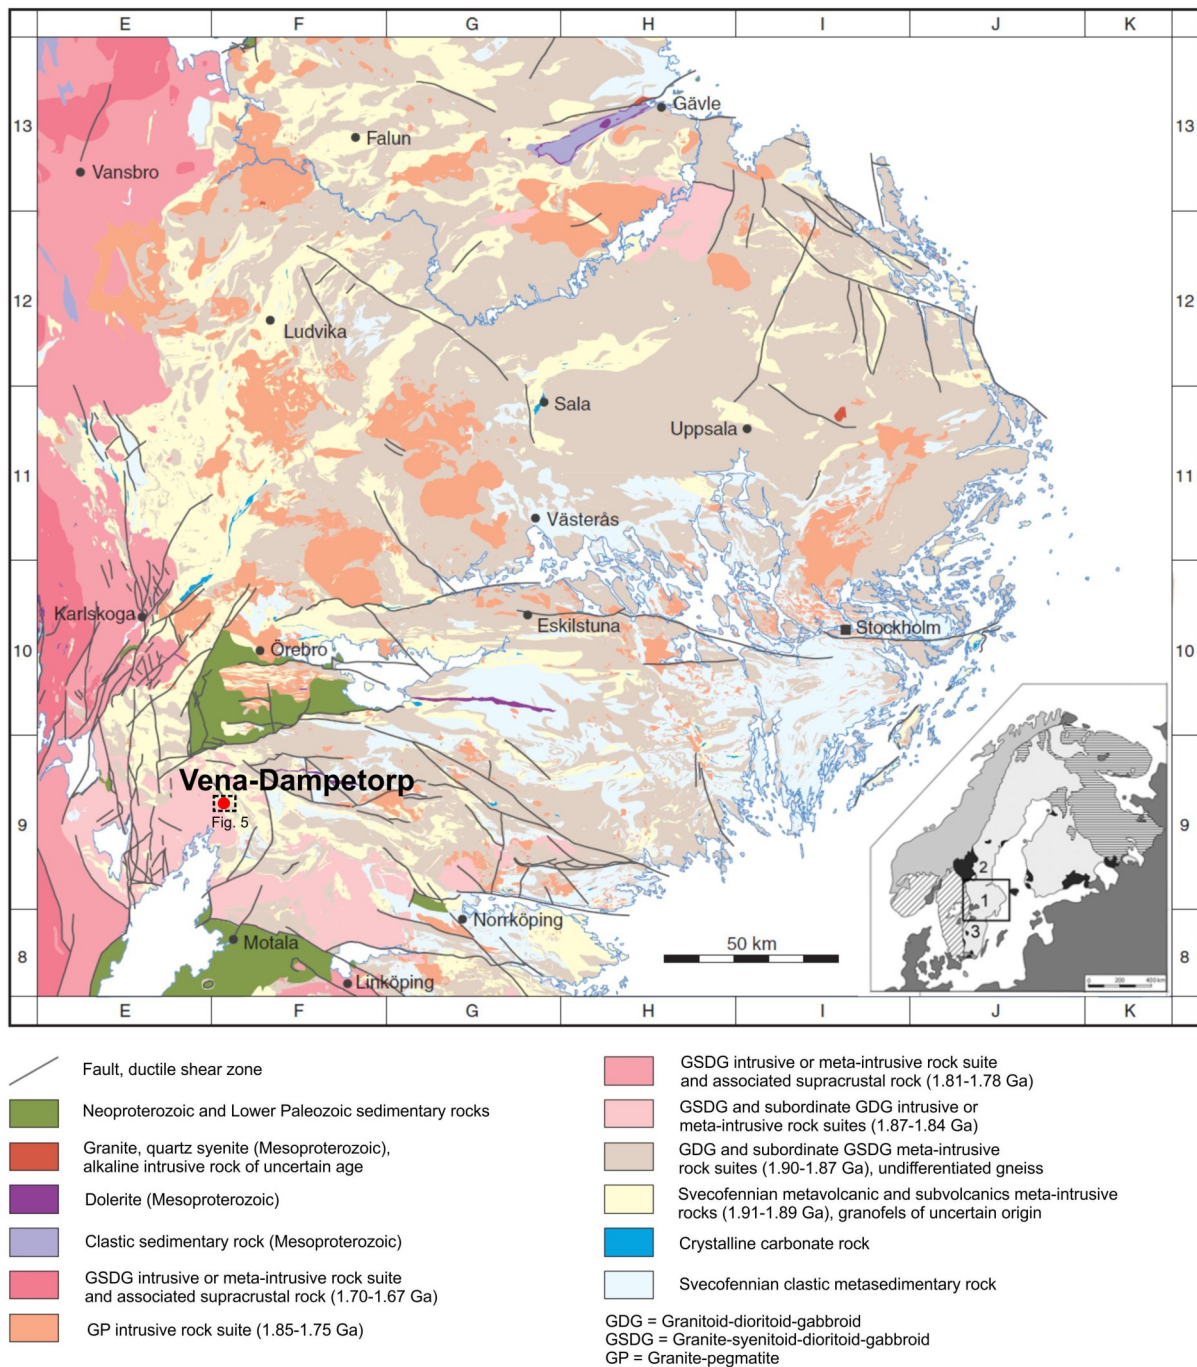 E F G H I J K
13 13
Gävle
Falun
Vansbro
12 12
Ludvika
Sala
Uppsala
11 11
Västerås
Karlskoga
Eskilstuna
Stockholm
Örebro
10 10
Vena-Dampetorp
Fig. 5
9 9
2
1
3
Norrköping
Motala
50 km
8 8
Linköping
0 200 400 km
E F G H I J K
Fault, ductile shear zone
Neoproterozoic and Lower Paleozoic sedimentary rocks
Granite, quartz syenite (Mesoproterozoic),
alkaline intrusive rock of uncertain age
Dolerite (Mesoproterozoic)
Clastic sedimentary rock (Mesoproterozoic)
GSDG intrusive or meta-intrusive rock suite
and associated supracrustal rock (1.70-1.67 Ga)
GP intrusive rock suite (1.85-1.75 Ga)
GSDG intrusive or meta-intrusive rock suite
and associated supracrustal rock (1.81-1.78 Ga)
GSDG and subordinate GDG intrusive or
meta-intrusive rock suites (1.87-1.84 Ga)
GDG and subordinate GSDG meta-intrusive
rock suites (1.90-1.87 Ga), undifferentiated gneiss
Svecofennian metavolcanic and subvolcanics meta-intrusive
rocks (1.91-1.89 Ga), granofels of uncertain origin
Crystalline carbonate rock
Svecofennian clastic metasedimentary rock
GDG = Granitoid-dioritoid-gabbroid
GSDG = Granite-syenitoid-dioritoid-gabbroid
GP = Granite-pegmatite